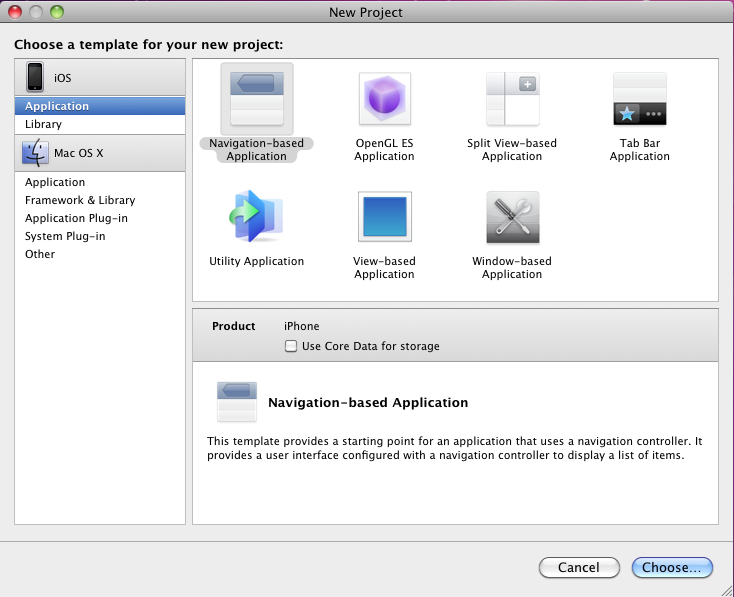 New Project
Choose a template for your new project:
iOS
Application
Library
Mac OS X
Application
Framework & Library
Application Plug-in
System Plug-in
Other
Navigation-based
Application
OpenGL ES
Application
Split View-based
Application
Tab Bar
Application
Utility Application
View-based
Application
Window-based
Application
Product iPhone
Use Core Data for storage
Navigation-based Application
This template provides a starting point for an application that uses a navigation controller. It
provides a user interface configured with a navigation controller to display a list of items.
Cancel
Choose...